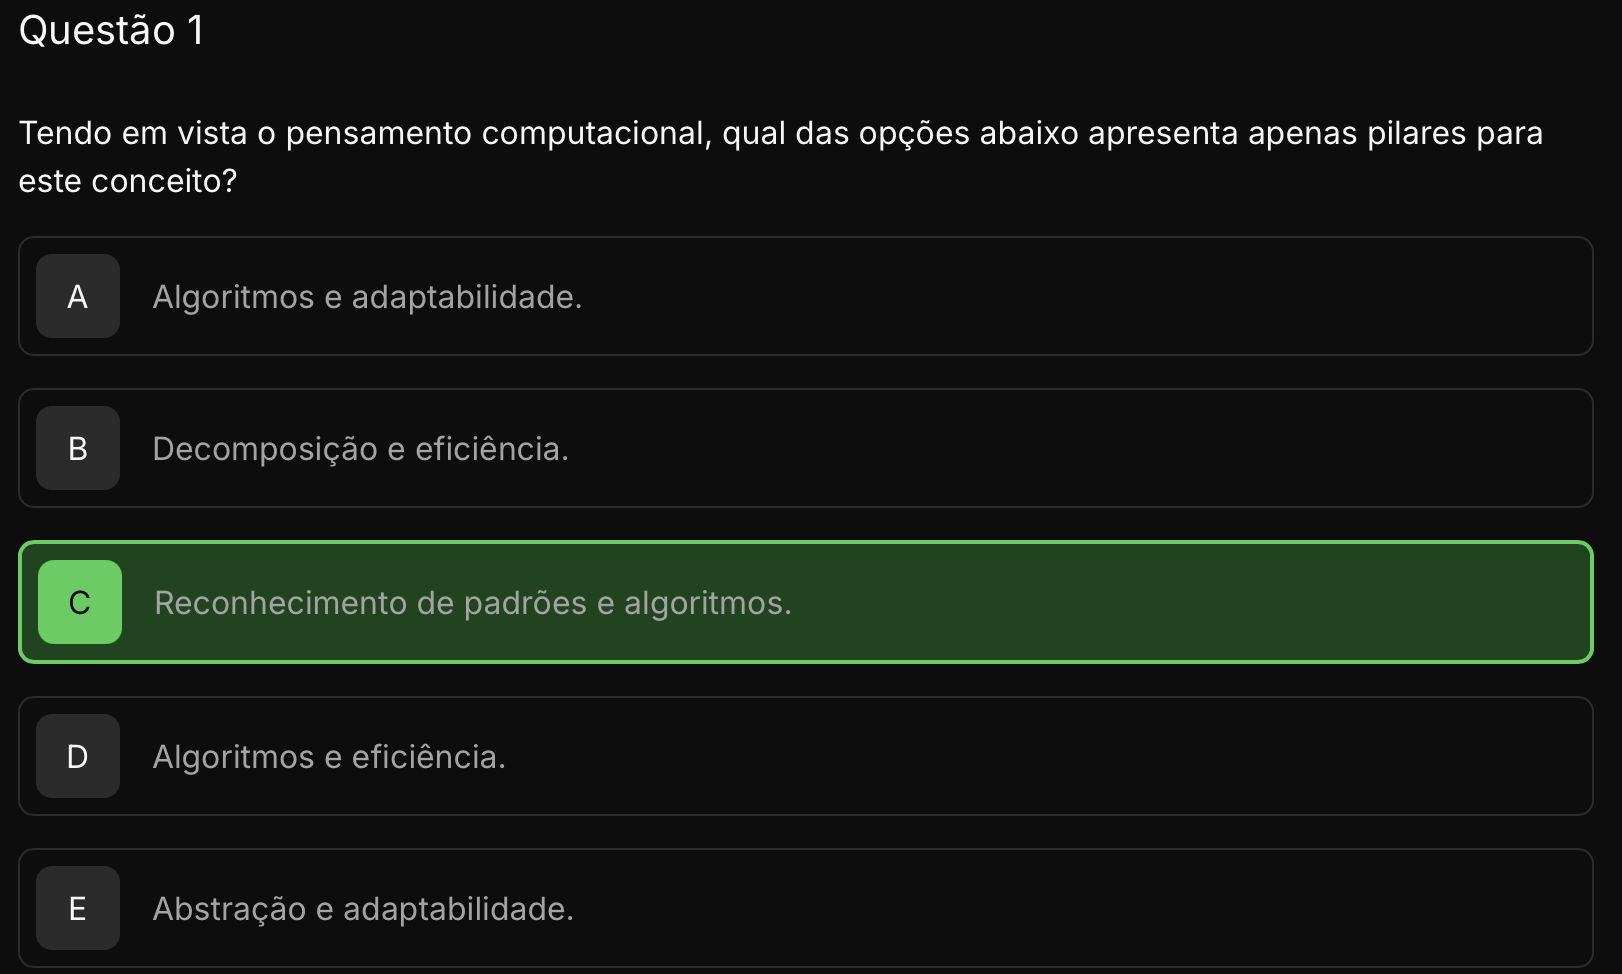 Questão 1
Tendo em vista o pensamento computacional, qual das opções abaixo apresenta apenas pilares para
este conceito?
A Algoritmos e adaptabilidade.
B Decomposição e eficiência.
C Reconhecimento de padrões e algoritmos.
D Algoritmos e eficiência.
E Abstração e adaptabilidade.